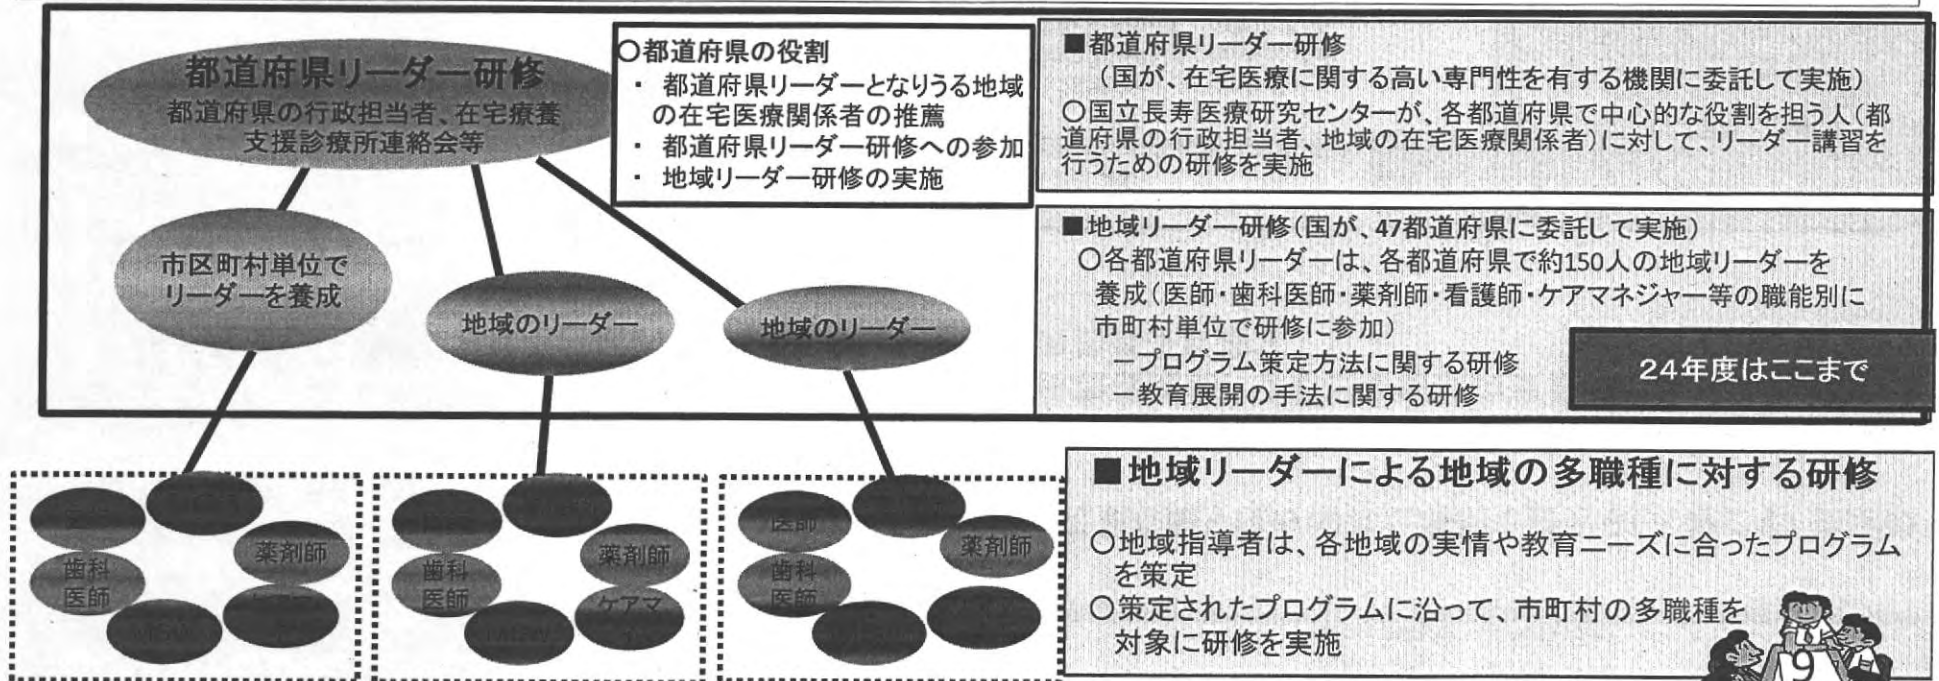 都道府県リーダー研修
都道府県の行政担当者、在宅療養
支援診療所連絡会等
〇都道府県の役割
・ 都道府県リーダーとなりうる地域
の在宅医療関係者の推薦
・ 都道府県リーダー研修への参加
・ 地域リーダー研修の実施
■都道府県リーダー研修
（国が、在宅医療に関する高い専門性を有する機関に委託して実施）
〇国立長寿医療研究センターが、各都道府県で中心的な役割を担う人（都
道府県の行政担当者、地域の在宅医療関係者）に対して、リーダー講習を
行うための研修を実施
市区町村単位で
リーダーを養成
地域のリーダー
地域のリーダー
■地域リーダー研修（国が、47都道府県に委託して実施）
〇各都道府県リーダーは、各都道府県で約150人の地域リーダーを
養成（医師・歯科医師・薬剤師・看護師・ケアマネジャー等の職能別に
市町村単位で研修に参加）
ープログラム策定方法に関する研修
ー教育展開の手法に関する研修
24年度はここまで
薬剤師
歯科
医師
薬剤師
歯科
医師
ケアマ
医師
薬剤師
歯科
医師
■地域リーダーによる地域の多職種に対する研修
〇地域指導者は、各地域の実情や教育ニーズに合ったプログラム
を策定
〇策定されたプログラムに沿って、市町村の多職種を
対象に研修を実施
9